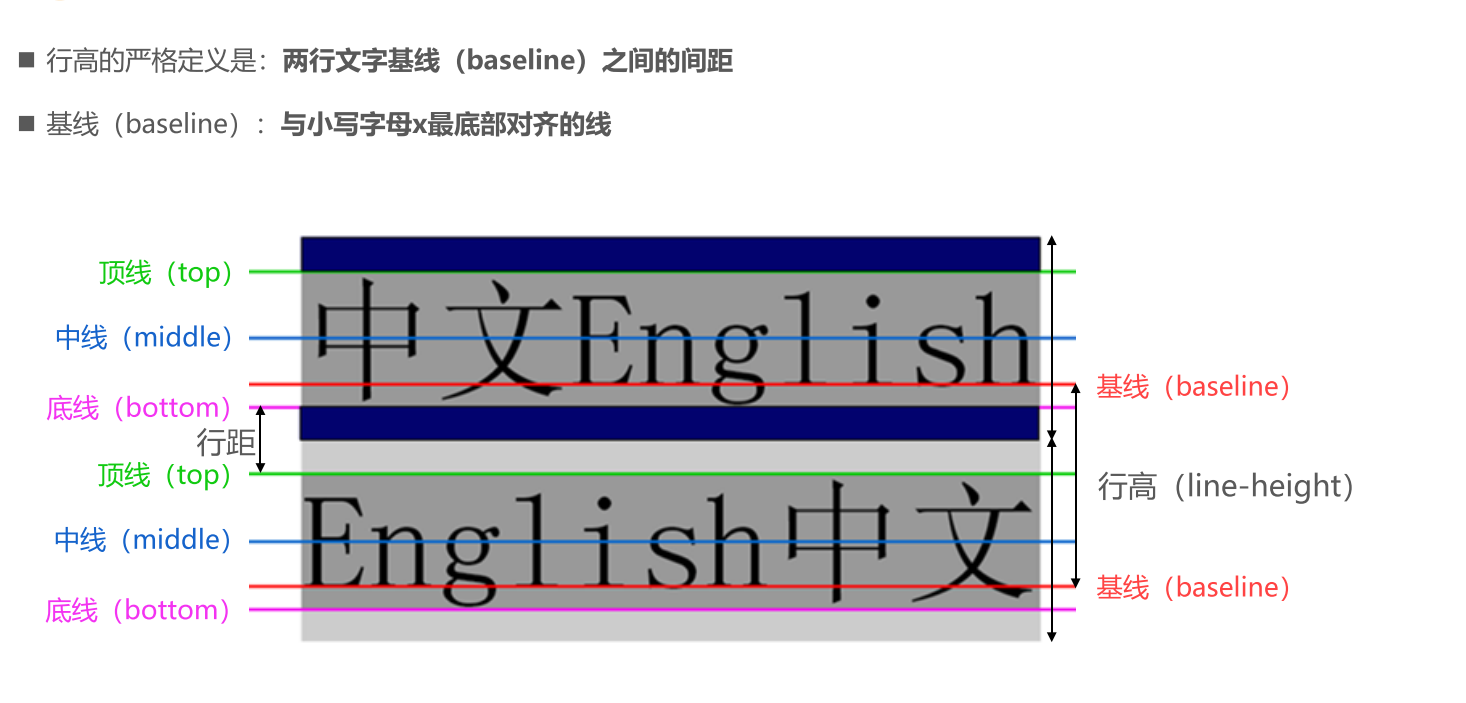 ■ 行高的严格定义是：两行文字基线（baseline）之间的间距
■ 基线（baseline）：与小写字母x最底部对齐的线
顶线（top）
中文English
中线（middle）
基线（baseline）
底线（bottom）
行距
顶线（top）
行高（line-height）
English中文
中线（middle）
基线（baseline）
底线（bottom）